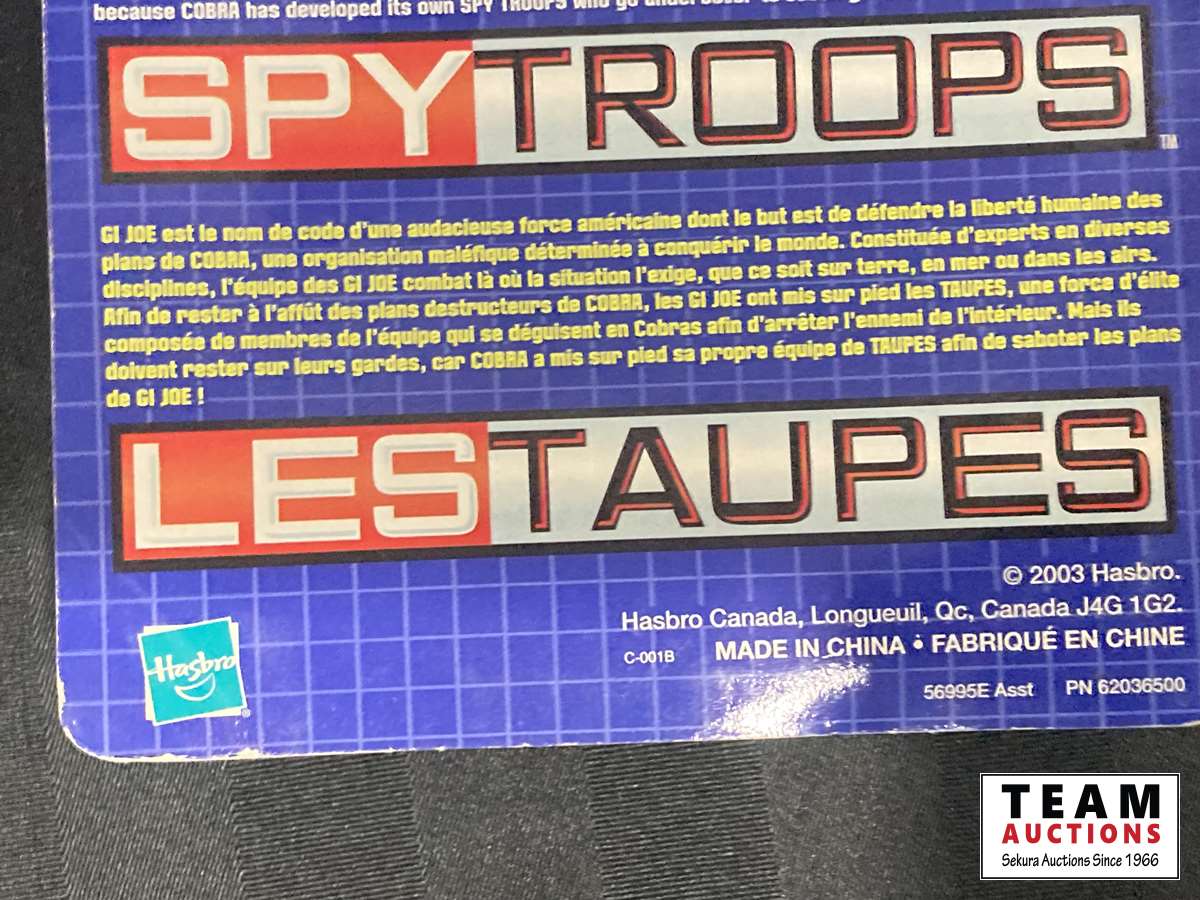 because COBRA has developed its own SPY TROOPS who go
SPYTROOPS
TM
GI JOE est le nom de code d'une audacieuse force américaine dont le but est de défendre la liberté humaine des
plans de COBRA, une organisation maléfique déterminée à conquérir le monde. Constituée d'experts en diverses
disciplines, l'équipe des GI JOE combat là où la situation l'exige, que ce soit sur terre, en mer ou dans les airs.
Afin de rester à l'affût des plans destructeurs de COBRA, les GI JOE ont mis sur pied les TAUPES, une force d'élite
composée de membres de l'équipe qui se déguisent en Cobras afin d'arrêter l'ennemi de l'intérieur. Mais ils
doivent rester sur leurs gardes, car COBRA a mis sur pied sa propre équipe de TAUPES afin de saboter les plans
de GI JOE !
LESTAUPES
© 2003 Hasbro.
Hasbro Canada, Longueuil, Qc, Canada J4G 1G2.
C-001B MADE IN CHINA • FABRIQUÉ EN CHINE
56995E Asst PN 62036500
Hasbro
®
TEAM
AUCTIONS
Sekura Auctions Since 1966